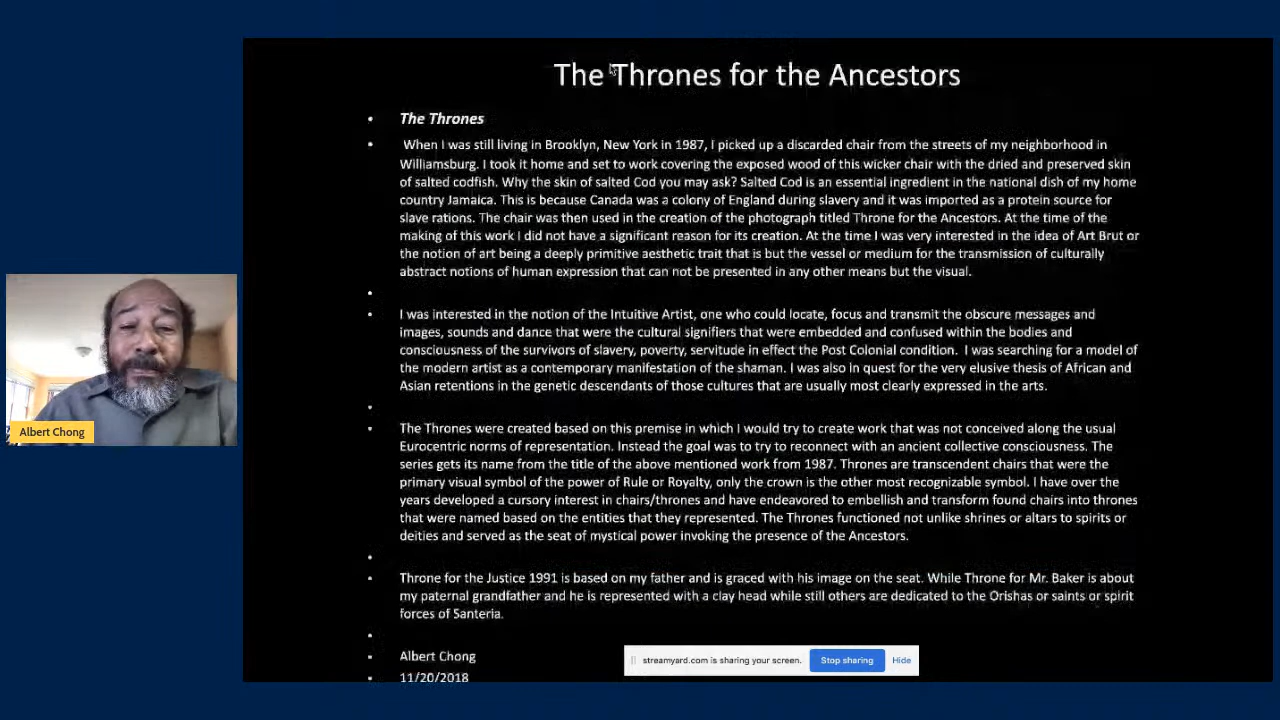 The Thrones for the Ancestors
• The Thrones
• When I was still living in Brooklyn, New York in 1987, I picked up a discarded chair from the streets of my neighborhood in
Williamsburg. I took it home and set to work covering the exposed wood of this wicker chair with the dried and preserved skin
of salted codfish. Why the skin of salted Cod you may ask? Salted Cod is an essential ingredient in the national dish of my home
country Jamaica. This is because Canada was a colony of England during slavery and it was imported as a protein source for
slave rations. The chair was then used in the creation of the photograph titled Throne for the Ancestors. At the time of the
making of this work I did not have a significant reason for its creation. At the time I was very interested in the idea of Art Brut or
the notion of art being a deeply primitive aesthetic trait that is but the vessel or medium for the transmission of culturally
abstract notions of human expression that can not be presented in any other means but the visual.
•
• I was interested in the notion of the Intuitive Artist, one who could locate, focus and transmit the obscure messages and
images, sounds and dance that were the cultural signifiers that were embedded and confused within the bodies and
consciousness of the survivors of slavery, poverty, servitude in effect the Post Colonial condition. I was searching for a model of
the modern artist as a contemporary manifestation of the shaman. I was also in quest for the very elusive thesis of African and
Asian retentions in the genetic descendants of those cultures that are usually most clearly expressed in the arts.
•
• The Thrones were created based on this premise in which I would try to create work that was not conceived along the usual
Eurocentric norms of representation. Instead the goal was to try to reconnect with an ancient collective consciousness. The
series gets its name from the title of the above mentioned work from 1987. Thrones are transcendent chairs that were the
primary visual symbol of the power of Rule or Royalty, only the crown is the other most recognizable symbol. I have over the
years developed a cursory interest in chairs/thrones and have endeavored to embellish and transform found chairs into thrones
that were named based on the entities that they represented. The Thrones functioned not unlike shrines or altars to spirits or
deities and served as the seat of mystical power invoking the presence of the Ancestors.
•
• Throne for the Justice 1991 is based on my father and is graced with his image on the seat. While Throne for Mr. Baker is about
my paternal grandfather and he is represented with a clay head while still others are dedicated to the Orishas or saints or spirit
forces of Santeria.
•
• Albert Chong
• 11/20/2018
Albert Chong
streamyard.com is sharing your screen. Stop sharing Hide